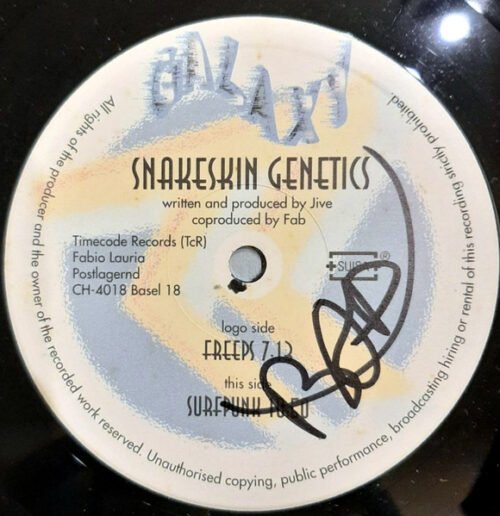 GALAXY
SNAKESKIN GENETICS
written and produced by Jive
coproduced by Fab
Timecode Records (TcR)
Fabio Lauria
Postlagernd
CH-4018 Basel 18
+SUISA+®
logo side
FREEPS 7:13
this side
SURFPUNK
All rights of the producer and the owner of the recorded work reserved. Unauthorised copying, public performance, broadcasting hiring or rental of this recording strictly prohibited.